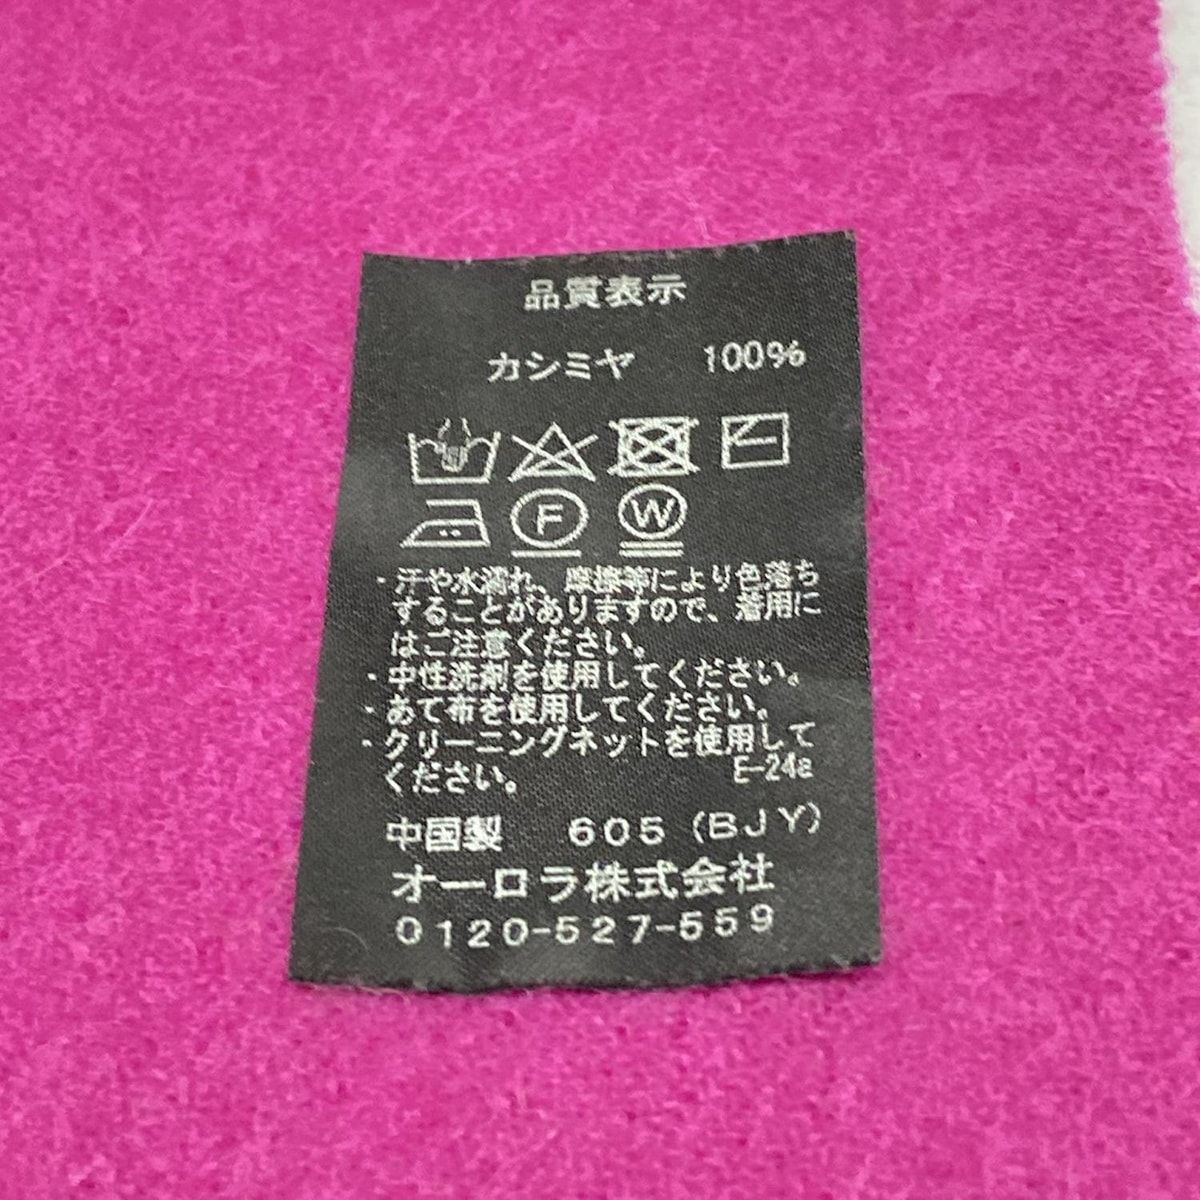 品質表示
カシミヤ 100%
F W
・汗や水濡れ、摩擦等により色落ち
することがありますので、着用に
はご注意ください。
・中性洗剤を使用してください。
・あて布を使用してください。
・クリーニングネットを使用して
ください。 E-24a
中国製 605(BJY)
オーロラ株式会社
0120-527-559